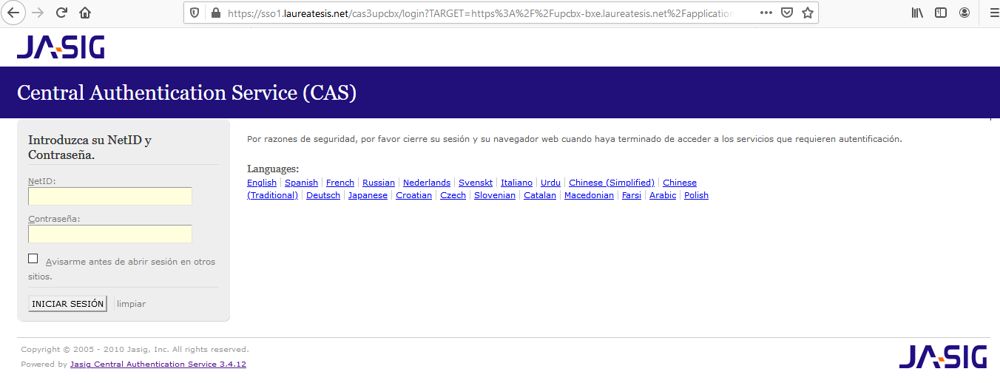 https://sso1.laureatesis.net/cas3upcbx/login?TARGET=https%3A%2F%2Fupcbx-bxe.laureatesis.net%2Fapplication
JASIG
Central Authentication Service (CAS)
Introduzca su NetID y
Contraseña.
NetID:
Contraseña:
Avisarme antes de abrir sesión en otros
sitios.
INICIAR SESIÓN limpiar
Por razones de seguridad, por favor cierre su sesión y su navegador web cuando haya terminado de acceder a los servicios que requieren autentificación.
Languages:
English Spanish French Russian Nederlands Svenskt Italiano Urdu Chinese (Simplified) Chinese
(Traditional) Deutsch Japanese Croatian Czech Slovenian Catalan Macedonian Farsi Arabic Polish
Copyright © 2005 - 2010 Jasig, Inc. All rights reserved.
Powered by Jasig Central Authentication Service 3.4.12
JASIG